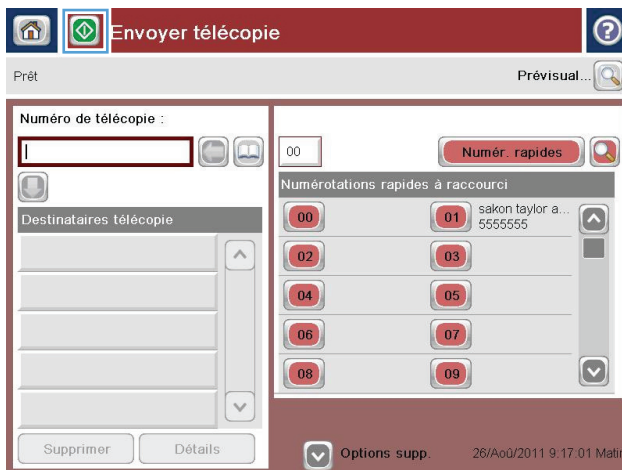 Envoyer télécopie
?
Prêt
Prévisual...
Numéro de télécopie :
00
Numér. rapides
Numérotations rapides à raccourci
Destinataires télécopie
00
01 sakon taylor a...
5555555
02
03
04
05
06
07
08
09
Supprimer
Détails
Options supp.
26/Aoû/2011 9.17:01 Matin